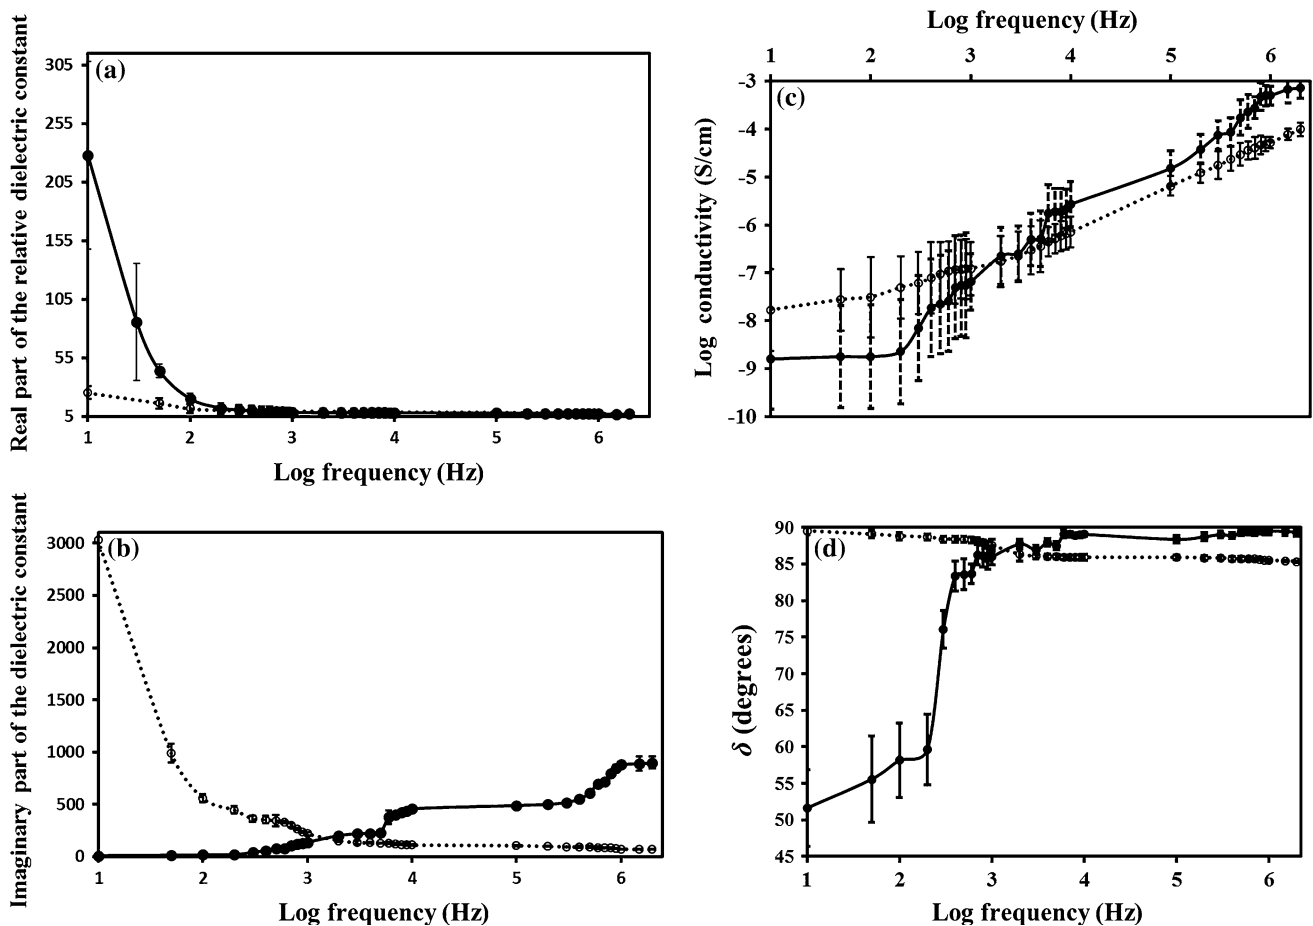 Real part of the relative dielectric constant
(a)
305
255
205
155
105
55
5
1 2 3 4 5 6
Log frequency (Hz)
Log frequency (Hz)
1 2 3 4 5 6
Log conductivity (S/cm)
(c)
-3
-4
-5
-6
-7
-8
-9
-10
Imaginary part of the dielectric constant
(b)
3000
2500
2000
1500
1000
500
0
1 2 3 4 5 6
Log frequency (Hz)
δ (degrees)
(d)
90
85
80
75
70
65
60
55
50
45
1 2 3 4 5 6
Log frequency (Hz)